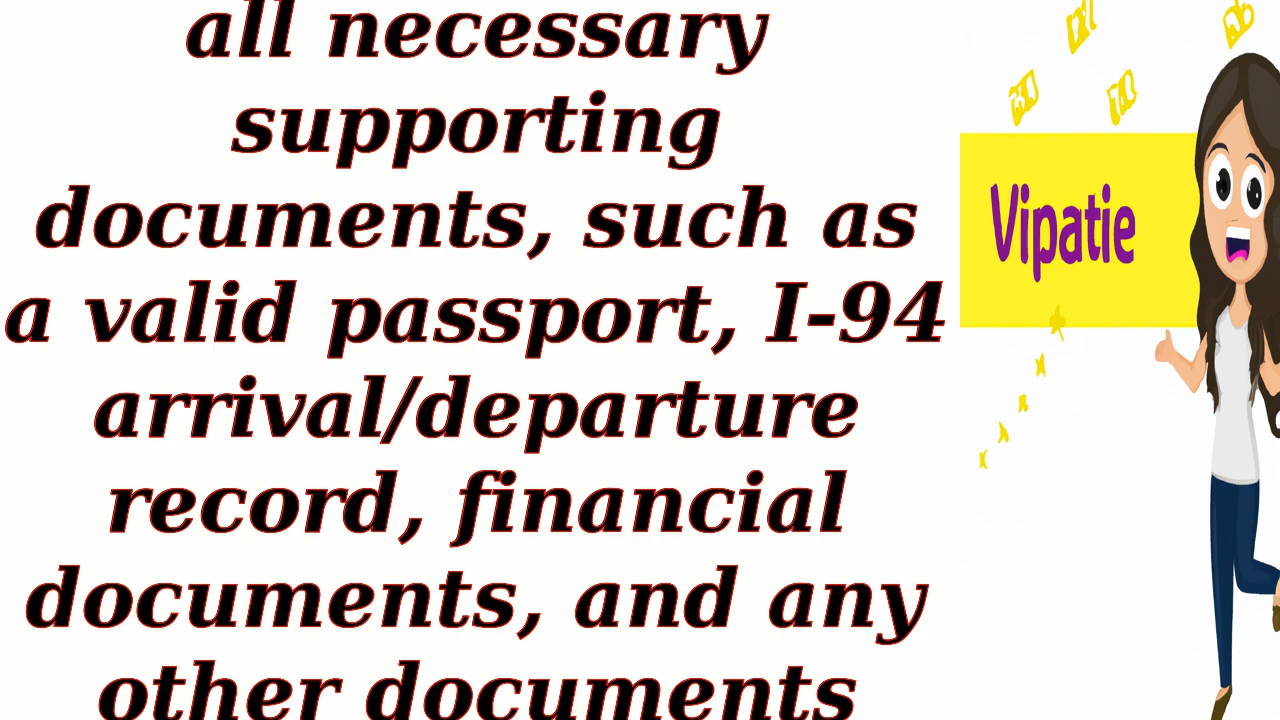 all necessary
supporting
documents, such as
a valid passport, I-94
arrival/departure
record, financial
documents, and any
other documents
Vipatie